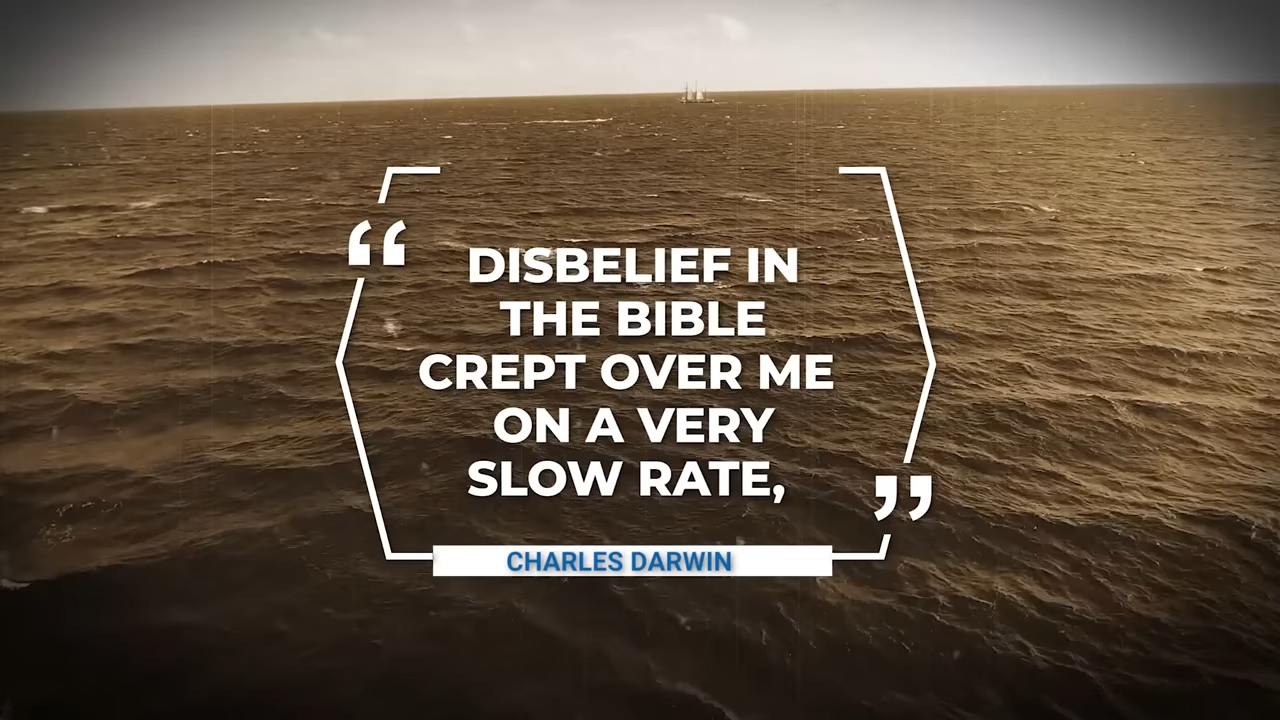 “
DISBELIEF IN
THE BIBLE
CREPT OVER ME
ON A VERY
SLOW RATE,
”
CHARLES DARWIN